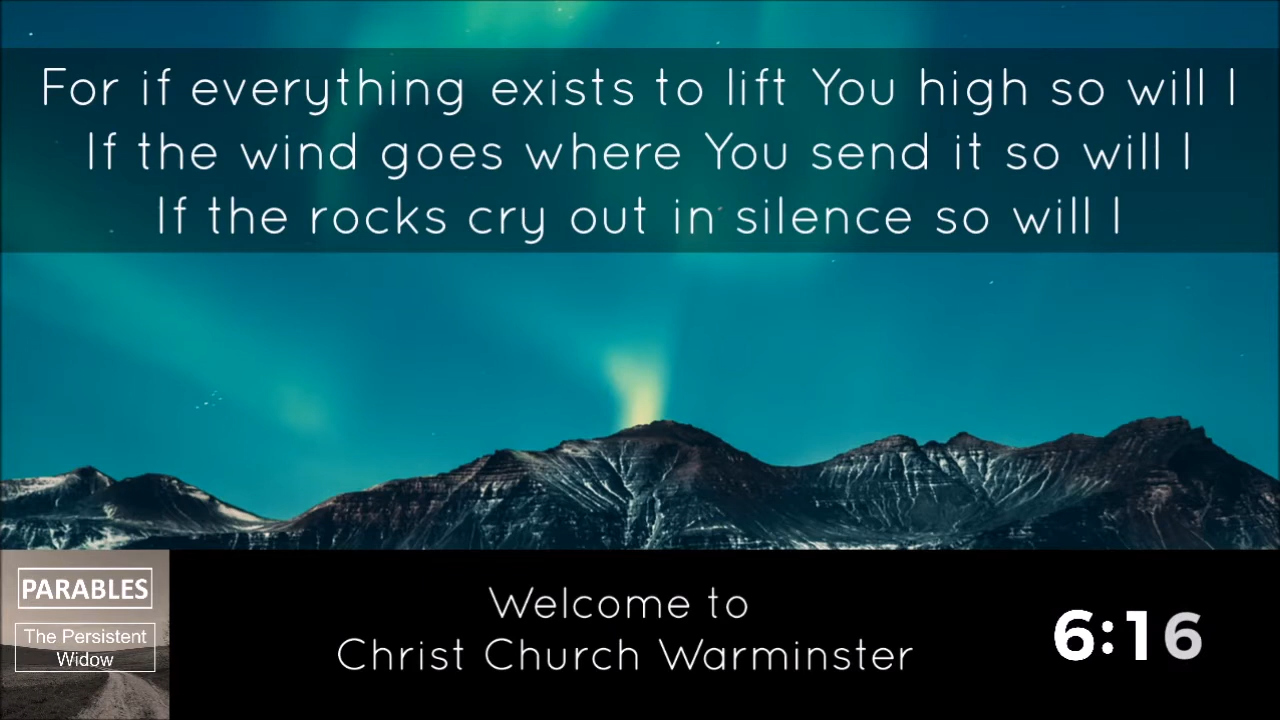 For if everything exists to lift You high so will I
If the wind goes where You send it so will I
If the rocks cry out in silence so will I
PARABLES
The Persistent
Widow
Welcome to
Christ Church Warminster
6:16